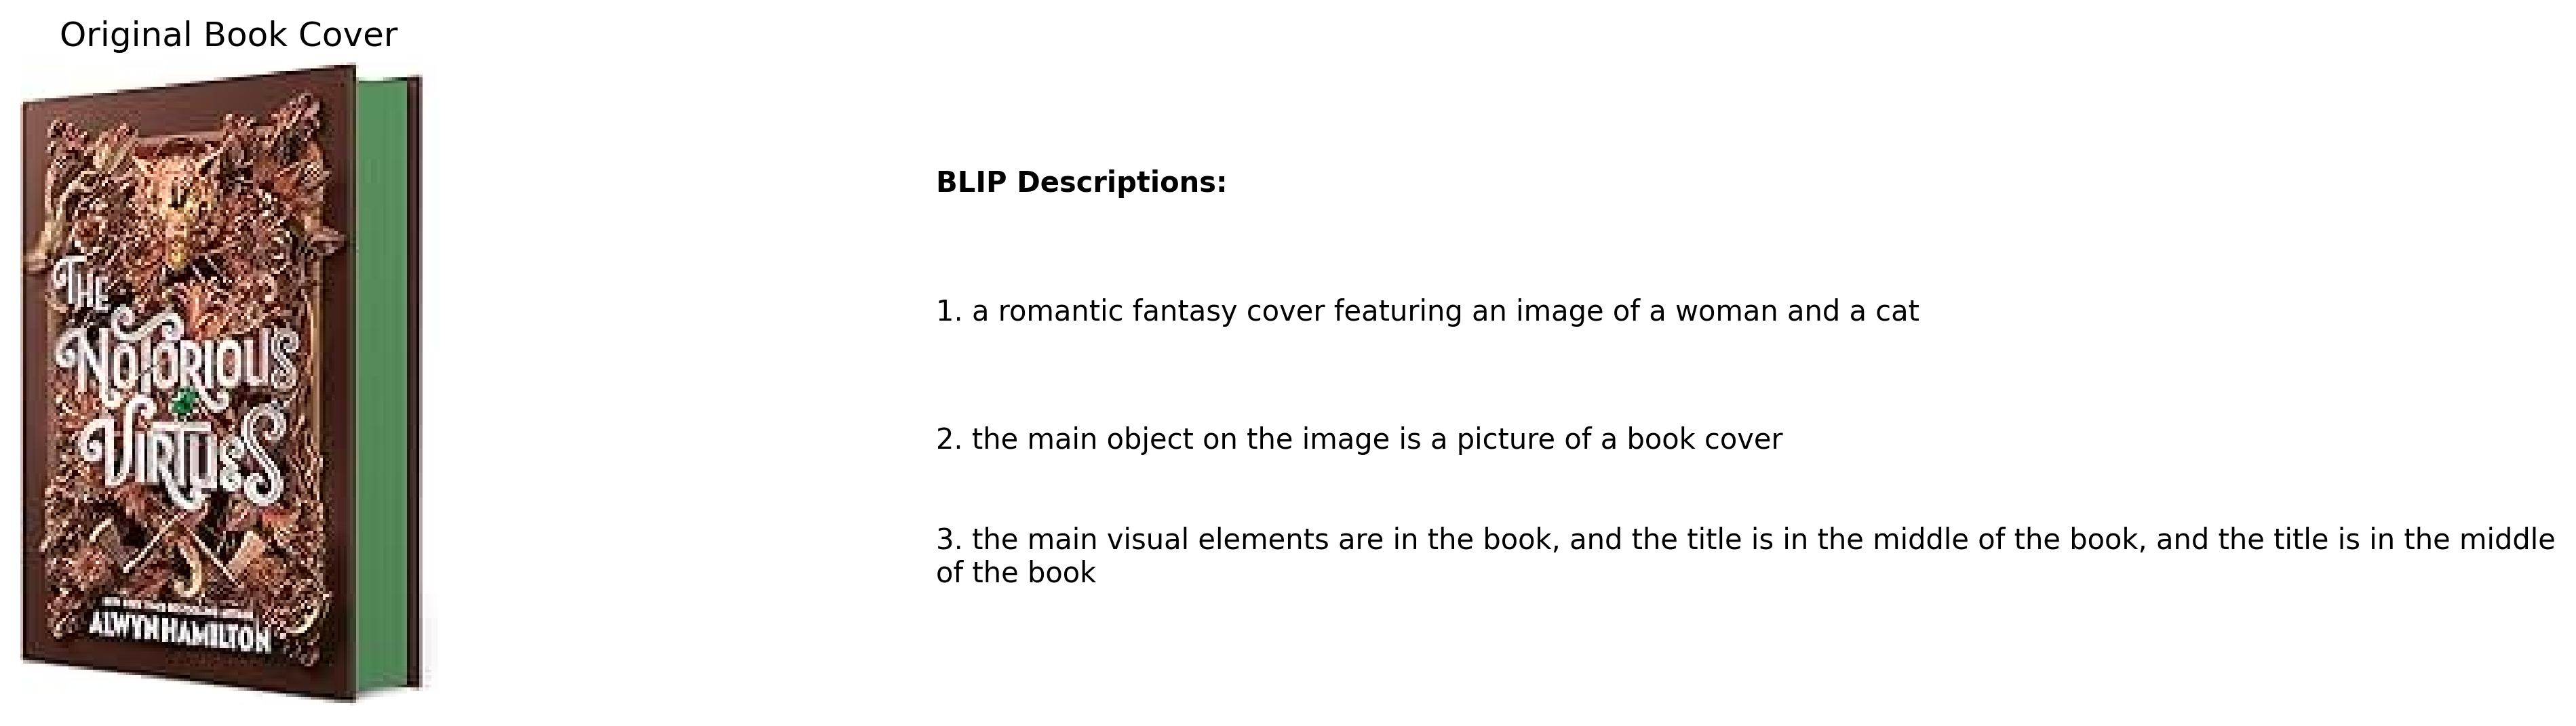 Original Book Cover
THE
NOTORIOUS
VIRTUES
ALWYN HAMILTON
BLIP Descriptions:
1. a romantic fantasy cover featuring an image of a woman and a cat
2. the main object on the image is a picture of a book cover
3. the main visual elements are in the book, and the title is in the middle of the book, and the title is in the middle
of the book